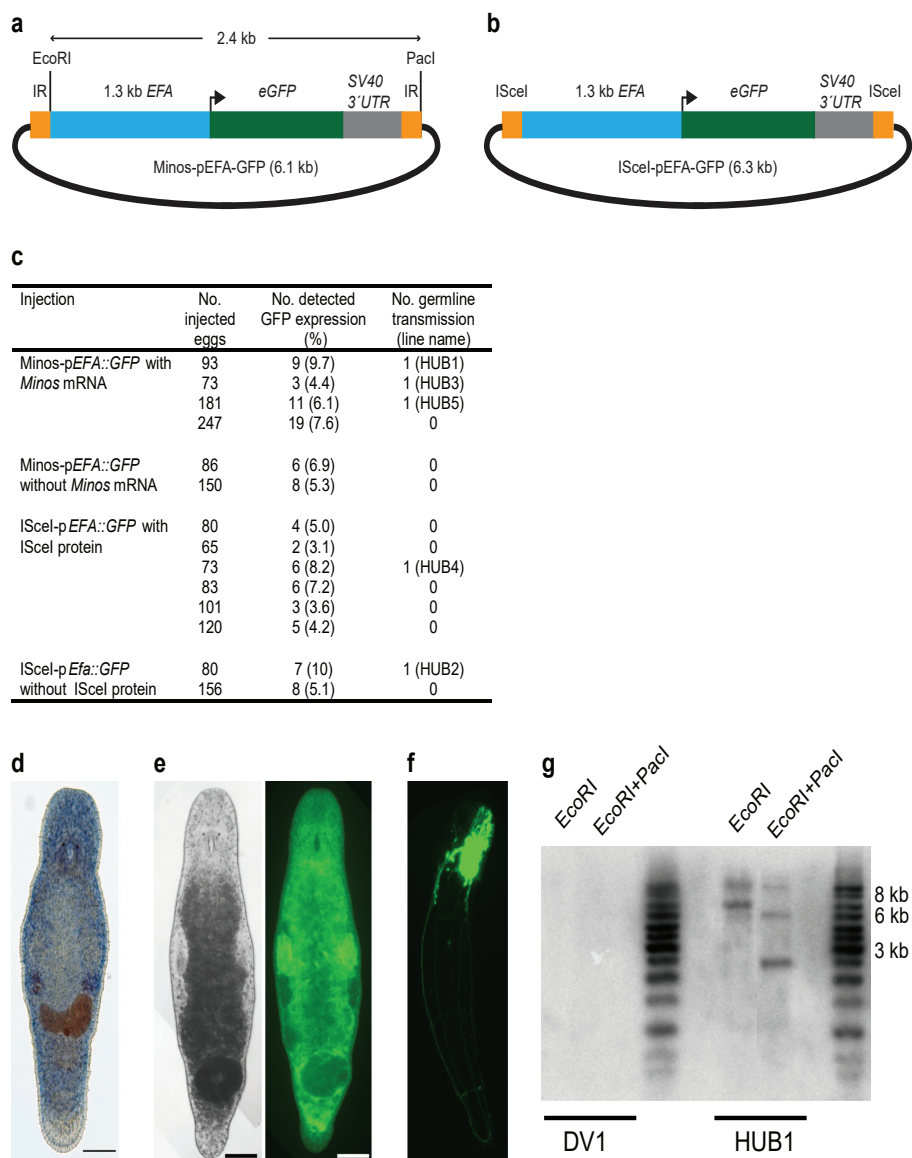 a
2.4 kb
EcoRI
PacI
IR
1.3 kb EFA
eGFP
SV40
3´UTR
IR
Minos-pEFA-GFP (6.1 kb)
b
ISceI
1.3 kb EFA
eGFP
SV40
3´UTR
ISceI
ISceI-pEFA-GFP (6.3 kb)
c
Injection No. injected eggs No. detected GFP expression (%) No. germline transmission (line name)
Minos-pEFA::GFP with 93 9 (9.7) 1 (HUB1)
Minos mRNA 73 3 (4.4) 1 (HUB3)
181 11 (6.1) 1 (HUB5)
247 19 (7.6) 0
Minos-pEFA::GFP 86 6 (6.9) 0
without Minos mRNA 150 8 (5.3) 0
ISceI-pEFA::GFP with 80 4 (5.0) 0
ISceI protein 65 2 (3.1) 0
73 6 (8.2) 1 (HUB4)
83 6 (7.2) 0
101 3 (3.6) 0
120 5 (4.2) 0
ISceI-pEfa::GFP 80 7 (10) 1 (HUB2)
without ISceI protein 156 8 (5.1) 0
d
e
f
g
EcoRI
EcoRI+PacI
EcoRI
EcoRI+PacI
8 kb
6 kb
3 kb
DV1
HUB1